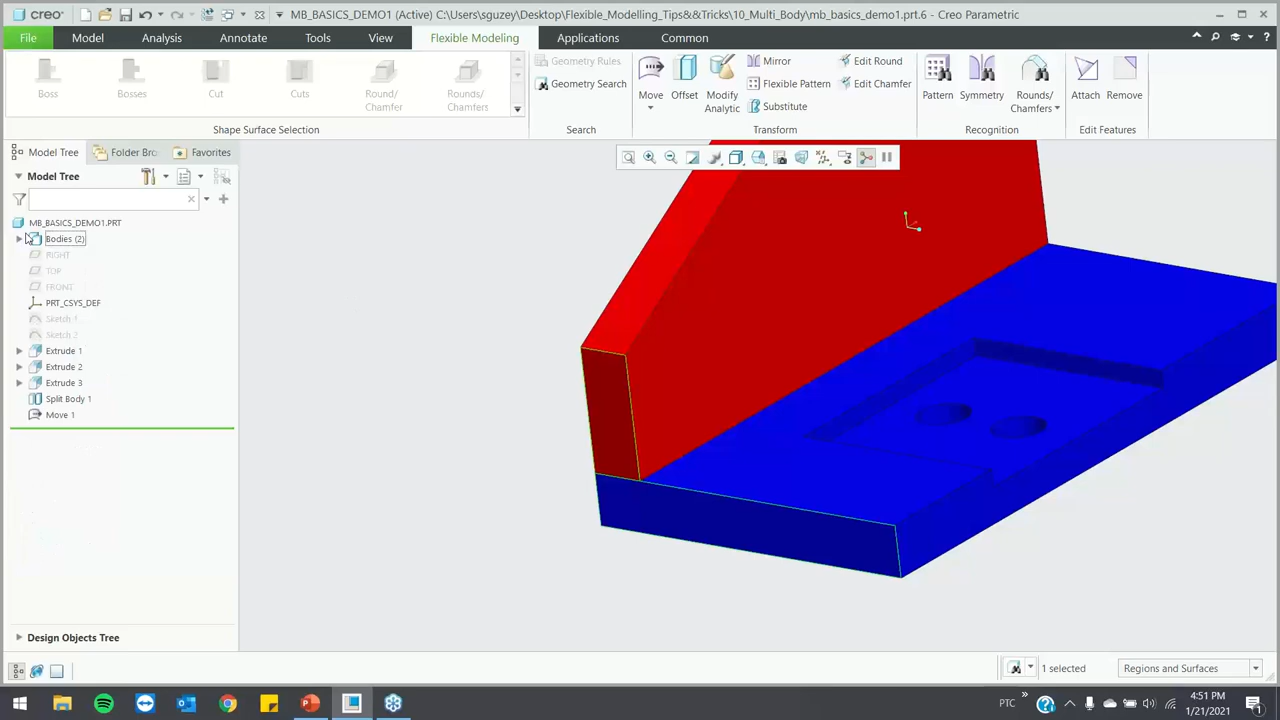 creo
MB_BASICS_DEMO1 (Active) C:\Users\sguzey\Desktop\Flexible_Modelling_Tips&&Tricks\10_Multi_Body\mb_basics_demo1.prt.6 - Creo Parametric
File Model Analysis Annotate Tools View Flexible Modeling Applications Common
Boss Bosses Cut Cuts Round/ Chamfer Rounds/ Chamfers
Shape Surface Selection
Geometry Rules
Geometry Search
Search
Move Offset Modify Analytic
Mirror
Flexible Pattern
Substitute
Edit Round
Edit Chamfer
Transform
Pattern Symmetry Rounds/ Chamfers
Recognition
Attach Remove
Edit Features
Model Tree Folder Bro Favorites
Model Tree
MB_BASICS_DEMO1.PRT
Bodies (2)
RIGHT
TOP
FRONT
PRT_CSYS_DEF
Sketch 1
Sketch 2
Extrude 1
Extrude 2
Extrude 3
Split Body 1
Move 1
Design Objects Tree
1 selected
Regions and Surfaces
PTC
4:51 PM
1/21/2021